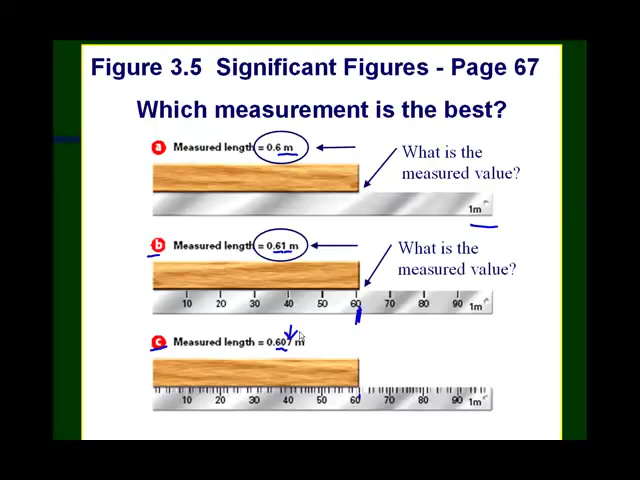 Figure 3.5 Significant Figures - Page 67
Which measurement is the best?
a Measured length = 0.6 m
What is the
measured value?
1m
b Measured length = 0.61 m
What is the
measured value?
10 20 30 40 50 60 70 80 90 1m
c Measured length = 0.607 m
10 20 30 40 50 60 70 80 90 1m